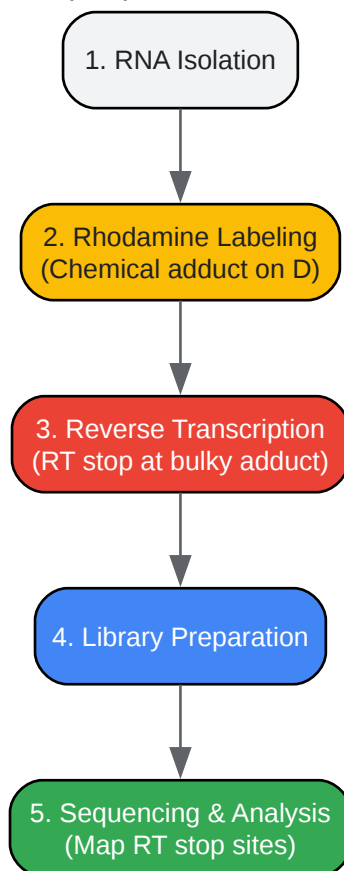 1. RNA Isolation
2. Rhodamine Labeling
(Chemical adduct on D)
3. Reverse Transcription
(RT stop at bulky adduct)
4. Library Preparation
5. Sequencing & Analysis
(Map RT stop sites)